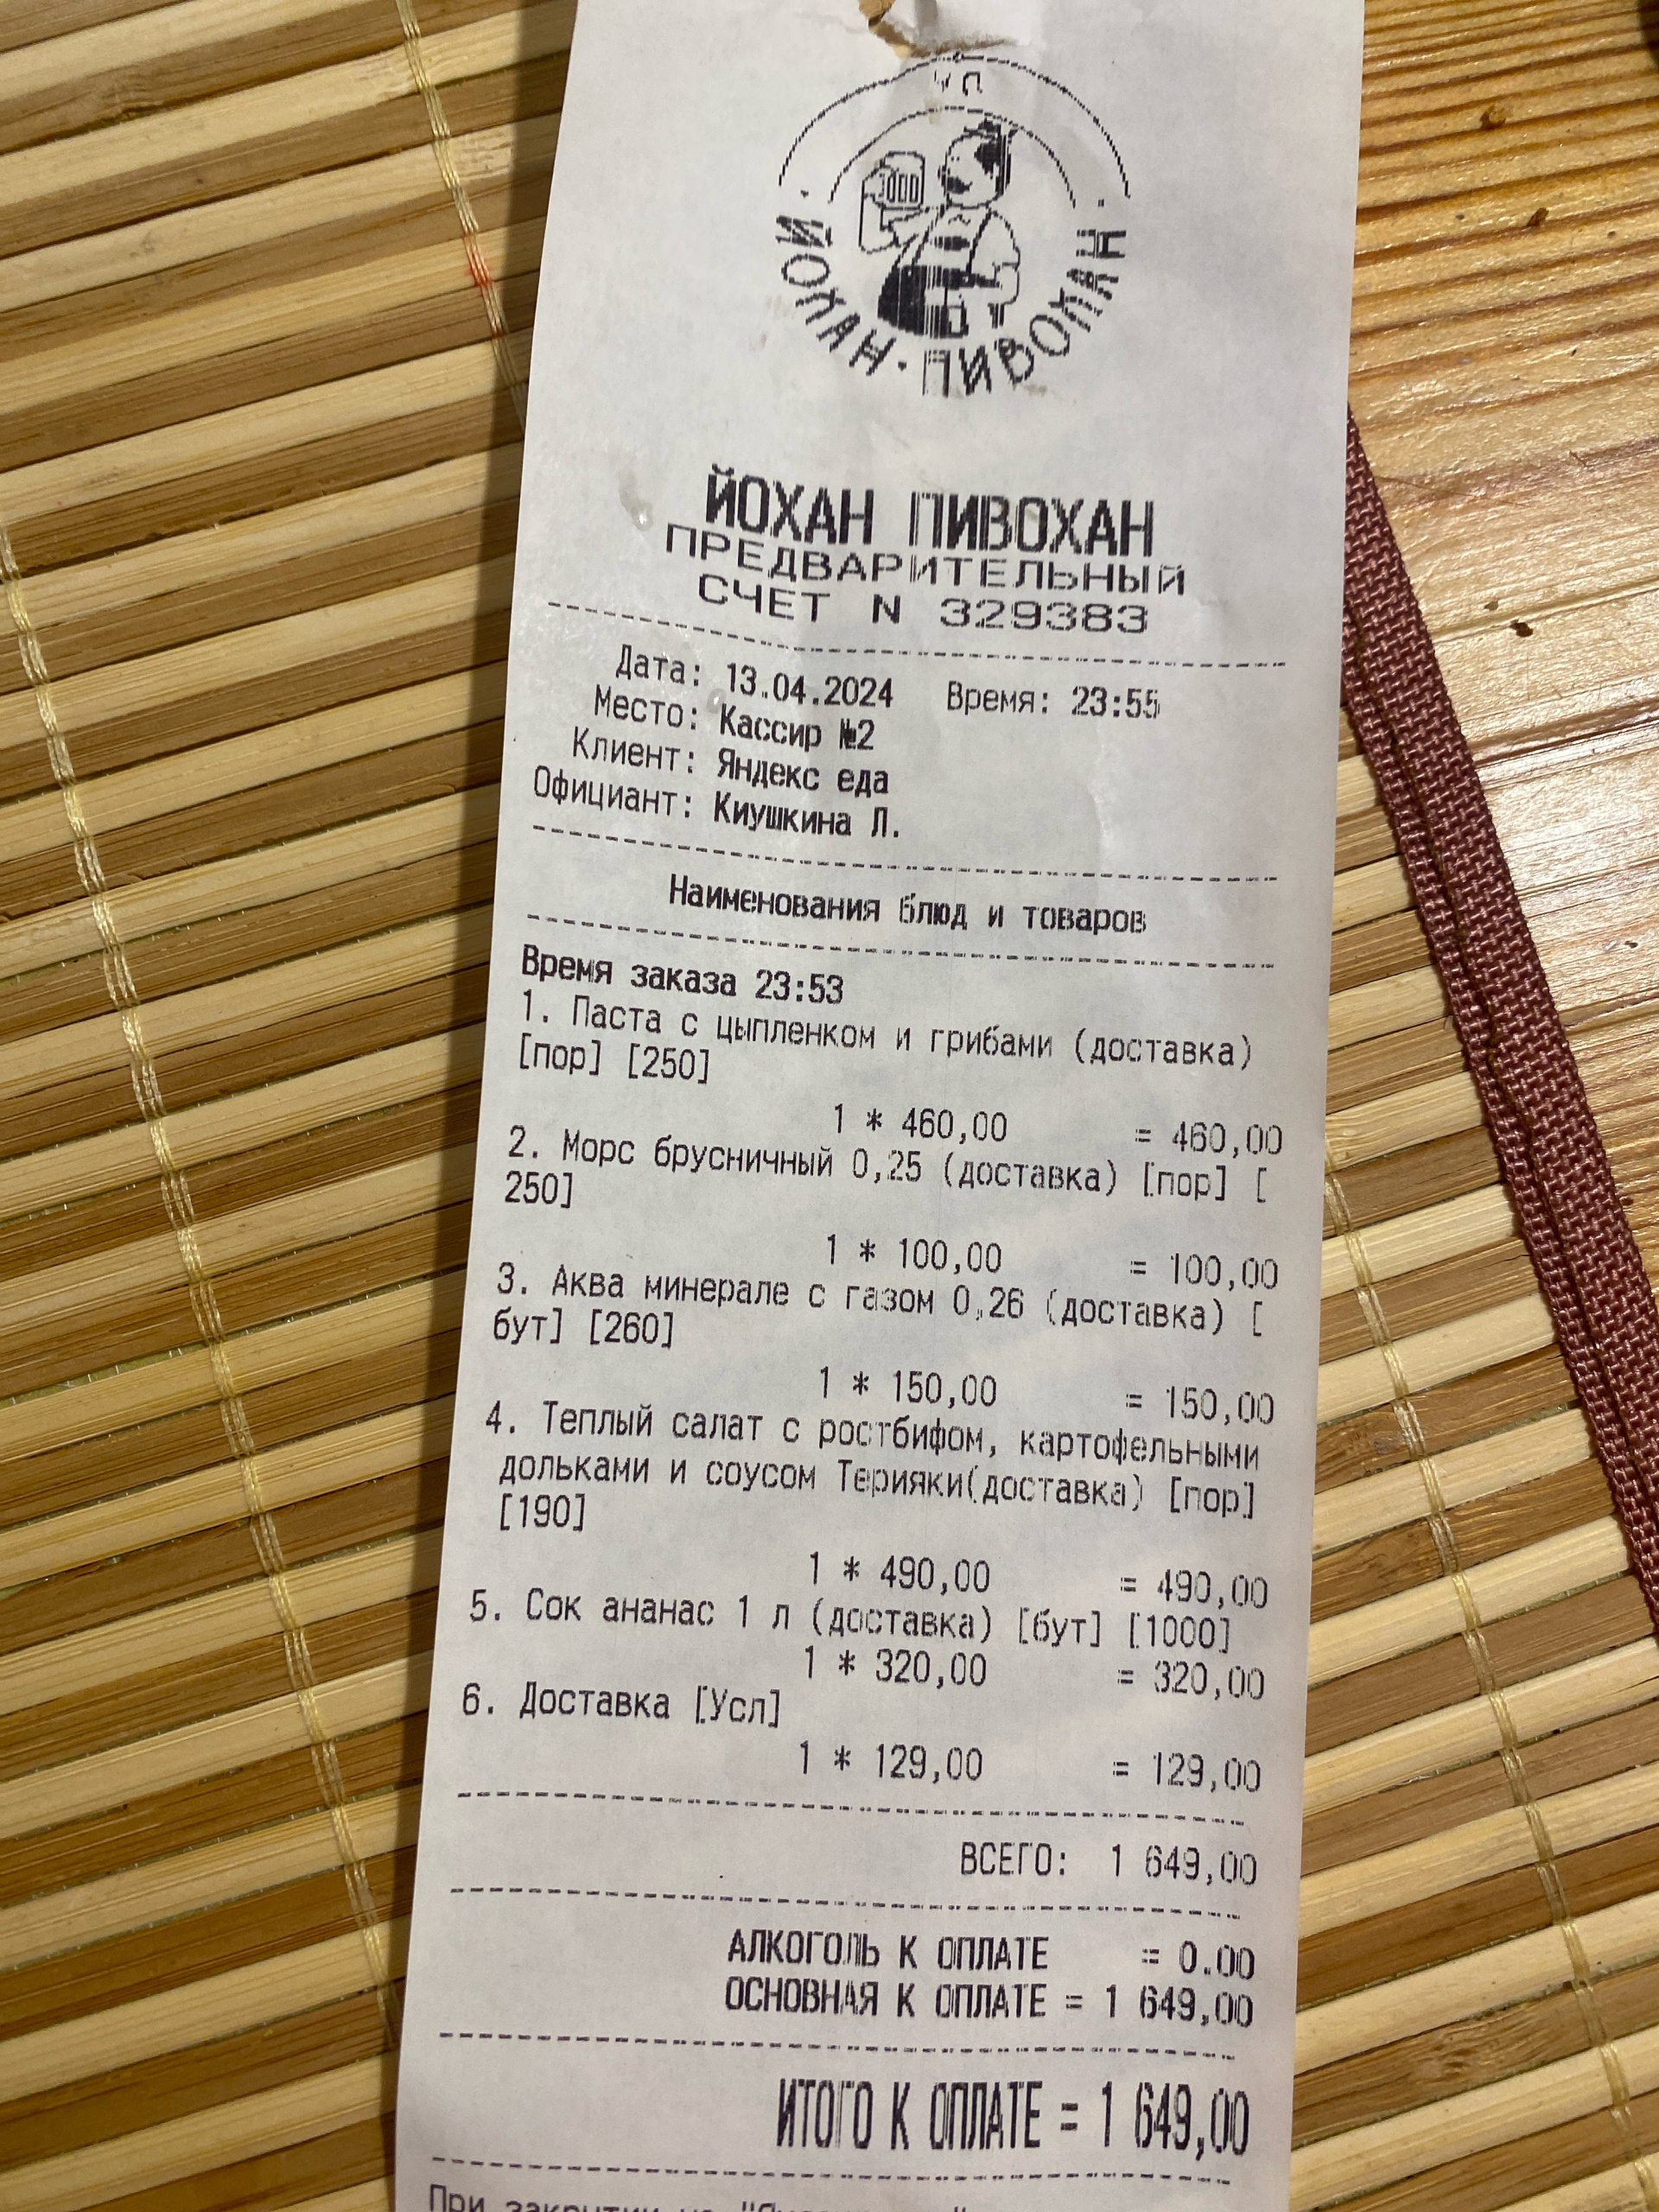 ЙОХАН · ПИВОХАН ·
ЙОХАН ПИВОХАН
ПРЕДВАРИТЕЛЬНЫЙ
СЧЕТ N 329383
Дата: 13.04.2024 Время: 23:55
Место: Кассир №2
Клиент: Яндекс еда
Официант: Киушкина Л.
Наименования блюд и товаров
Время заказа 23:53
1. Паста с цыпленком и грибами (доставка)
[пор] [250]
1 * 460,00 = 460,00
2. Морс брусничный 0,25 (доставка) [пор] [
250]
1 * 100,00 = 100,00
3. Аква минерале с газом 0,26 (доставка) [
бут] [260]
1 * 150,00 = 150,00
4. Теплый салат с ростбифом, картофельными
дольками и соусом Терияки(доставка) [пор]
[190]
1 * 490,00 = 490,00
5. Сок ананас 1 л (доставка) [бут] [1000]
1 * 320,00 = 320,00
6. Доставка [Усл]
1 * 129,00 = 129,00
ВСЕГО: 1 649,00
АЛКОГОЛЬ К ОПЛАТЕ = 0.00
ОСНОВНАЯ К ОПЛАТЕ = 1 649,00
ИТОГО К ОПЛАТЕ = 1 649,00
При закрытии